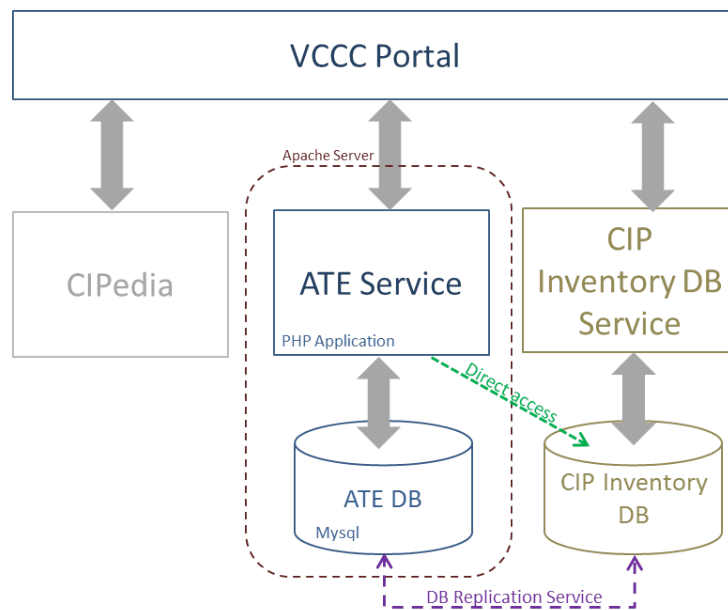 VCCC Portal
Apache Server
CIPedia
ATE Service
PHP Application
CIP
Inventory DB
Service
Direct access
ATE DB
Mysql
CIP Inventory
DB
DB Replication Service